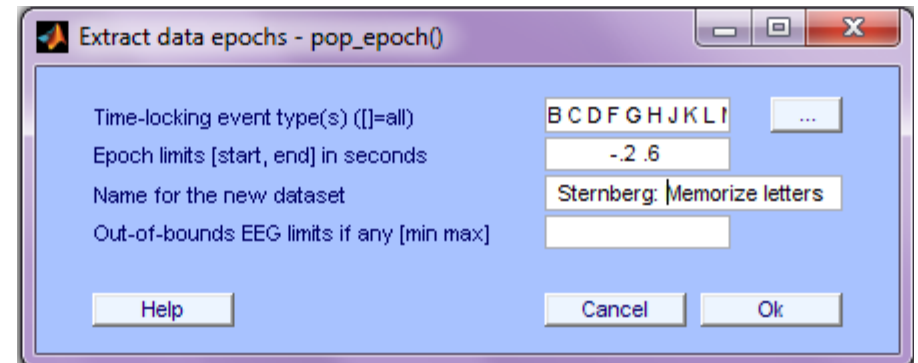 Extract data epochs - pop_epoch()
Time-locking event type(s) ([]=all) B C D F G H J K L ...
Epoch limits [start, end] in seconds -.2 .6
Name for the new dataset Sternberg: Memorize letters
Out-of-bounds EEG limits if any [min max]
Help Cancel Ok